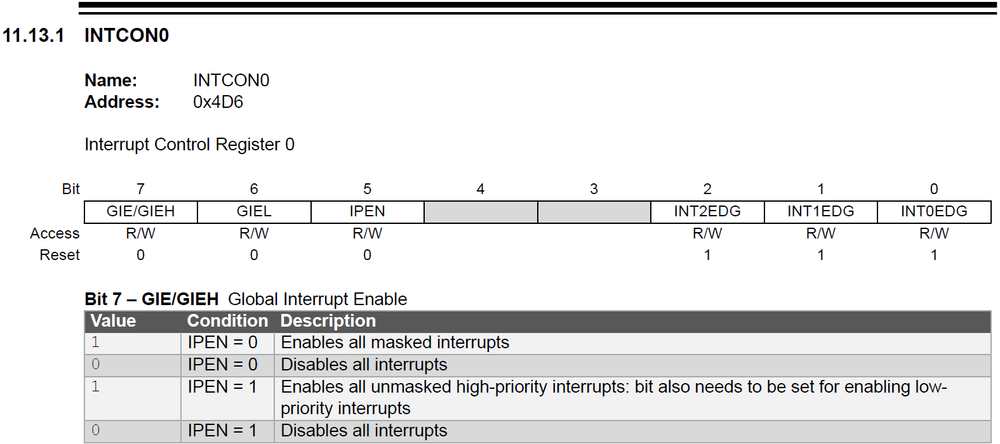 11.13.1 INTCON0
Name: INTCON0
Address: 0x4D6
Interrupt Control Register 0
Bit 7 6 5 4 3 2 1 0
GIE/GIEH GIEL IPEN INT2EDG INT1EDG INT0EDG
Access R/W R/W R/W R/W R/W R/W
Reset 0 0 0 1 1 1
Bit 7 – GIE/GIEH Global Interrupt Enable
Value Condition Description
1 IPEN = 0 Enables all masked interrupts
0 IPEN = 0 Disables all interrupts
1 IPEN = 1 Enables all unmasked high-priority interrupts: bit also needs to be set for enabling low-
priority interrupts
0 IPEN = 1 Disables all interrupts